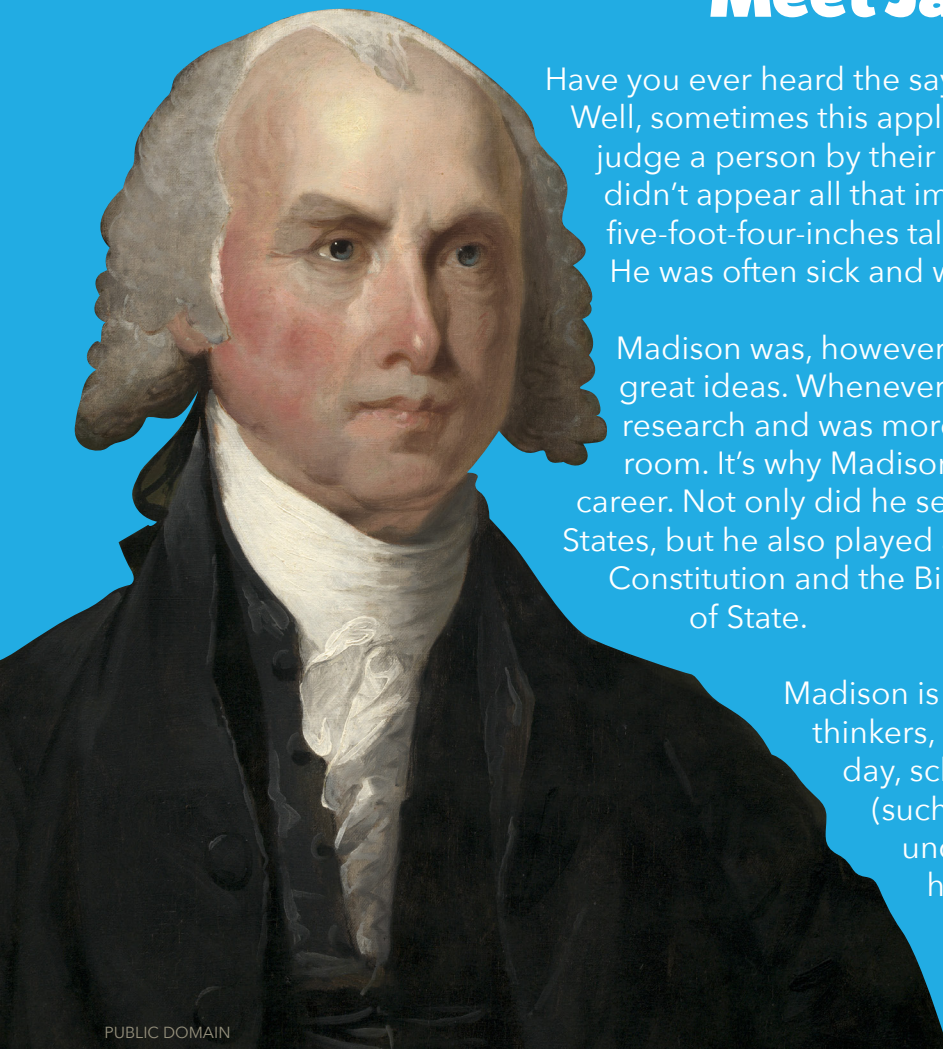 Meet Ja
Have you ever heard the say
Well, sometimes this appl
judge a person by their
didn’t appear all that im
five-foot-four-inches tal
He was often sick and w
Madison was, however
great ideas. Whenever
research and was more
room. It’s why Madison
career. Not only did he se
States, but he also played
Constitution and the Bi
of State.
Madison is
thinkers,
day, sch
(such
und
h
PUBLIC DOMAIN